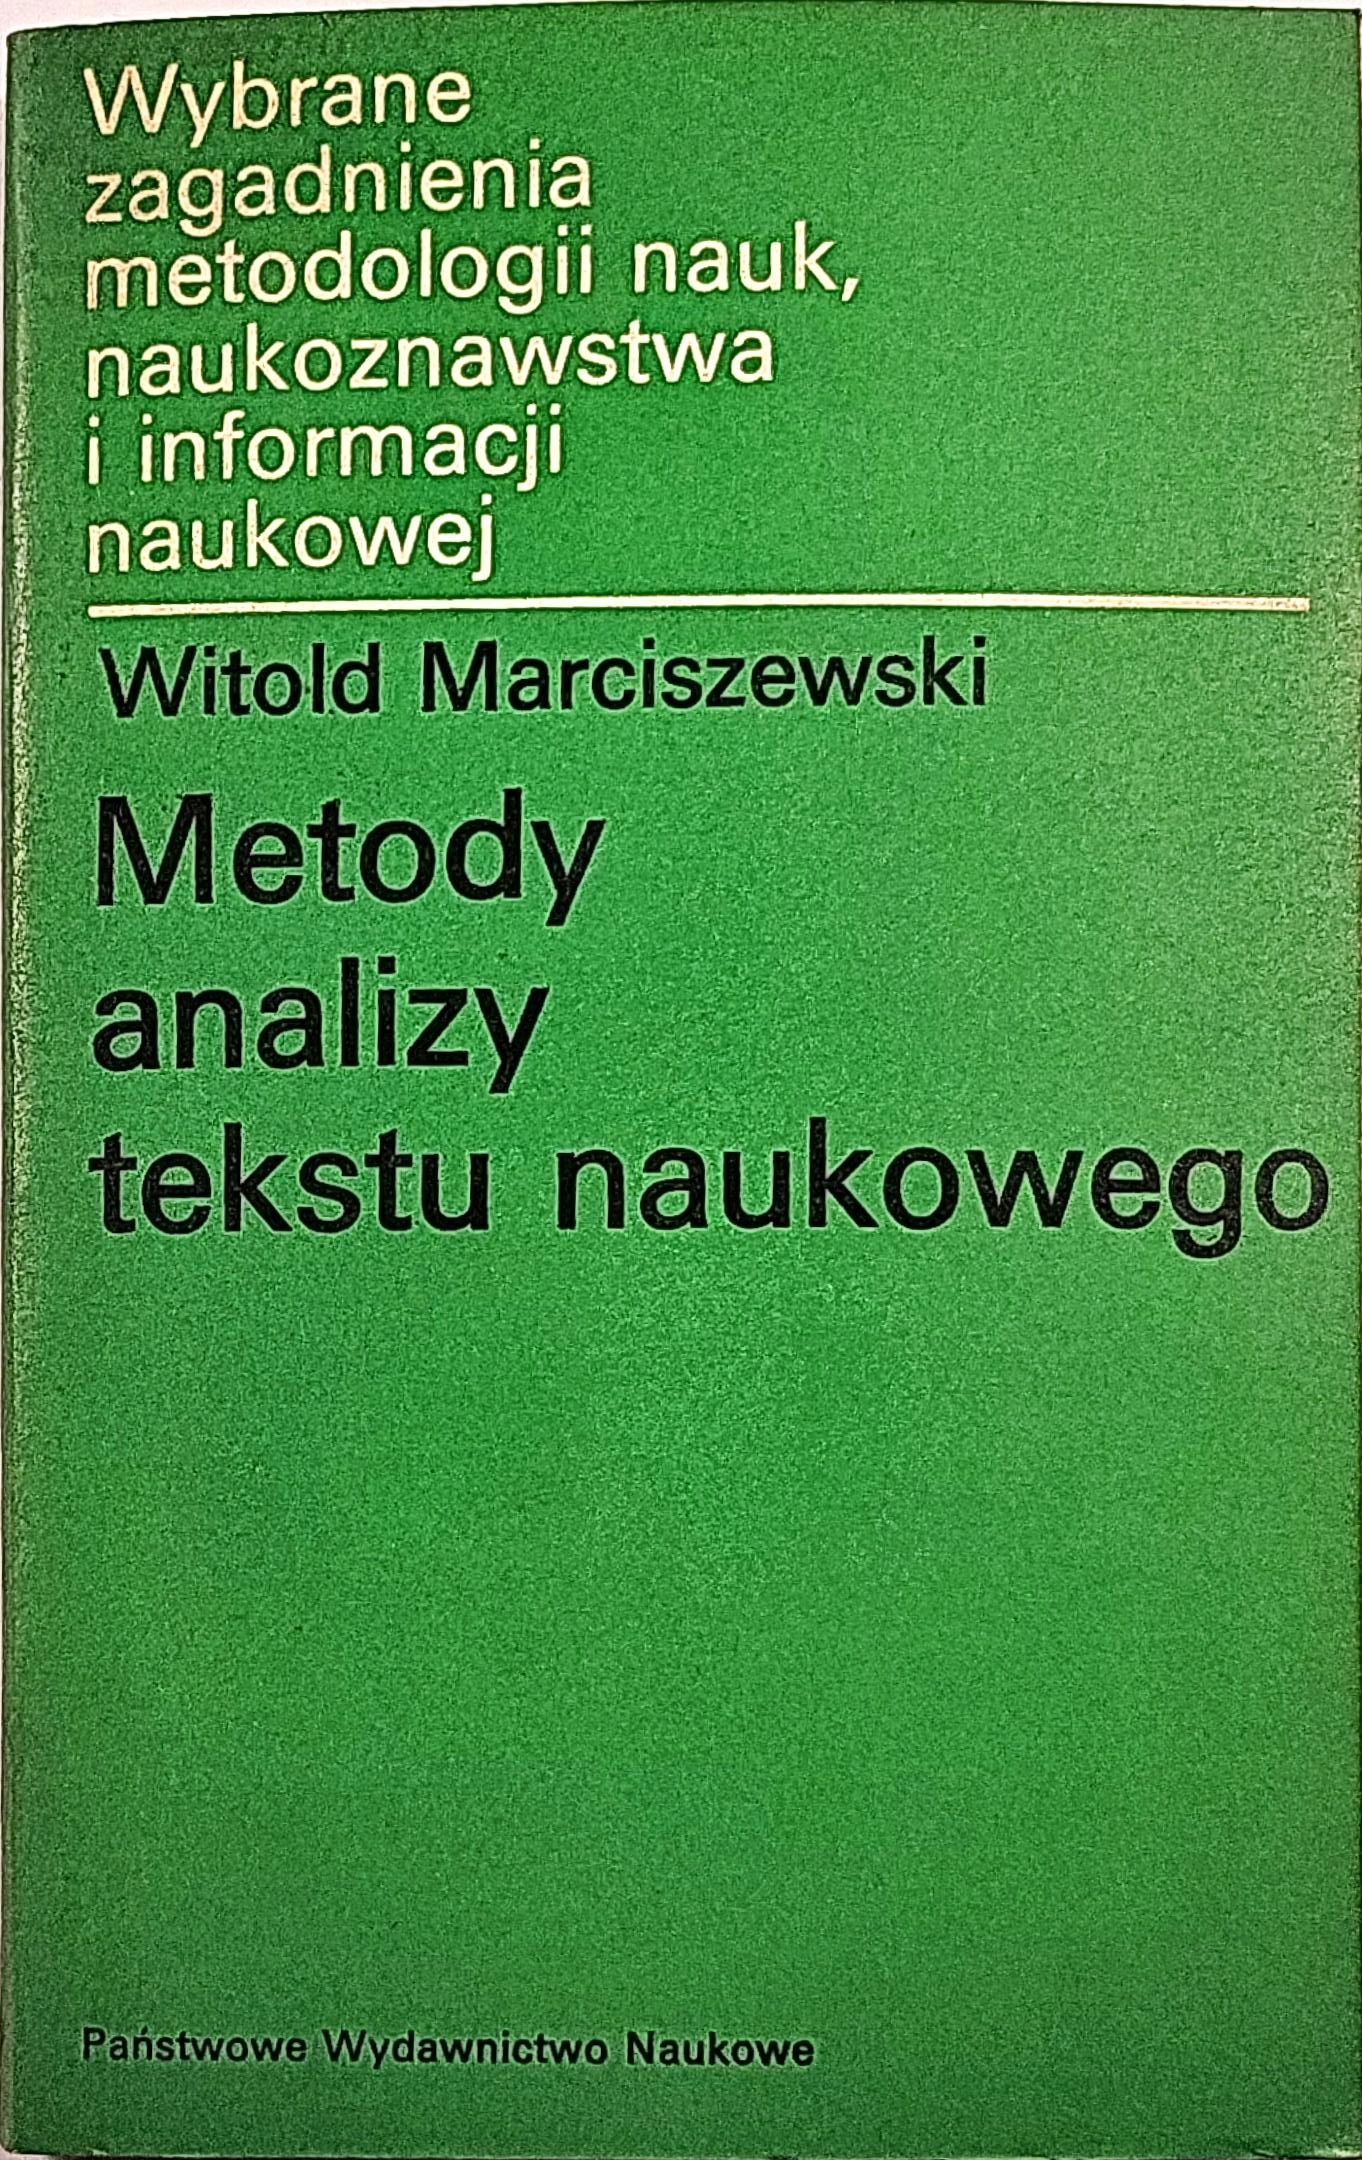 Wybrane
zagadnienia
metodologii nauk,
naukoznawstwa
i informacji
naukowej
Witold Marciszewski
Metody
analizy
tekstu naukowego
Państwowe Wydawnictwo Naukowe